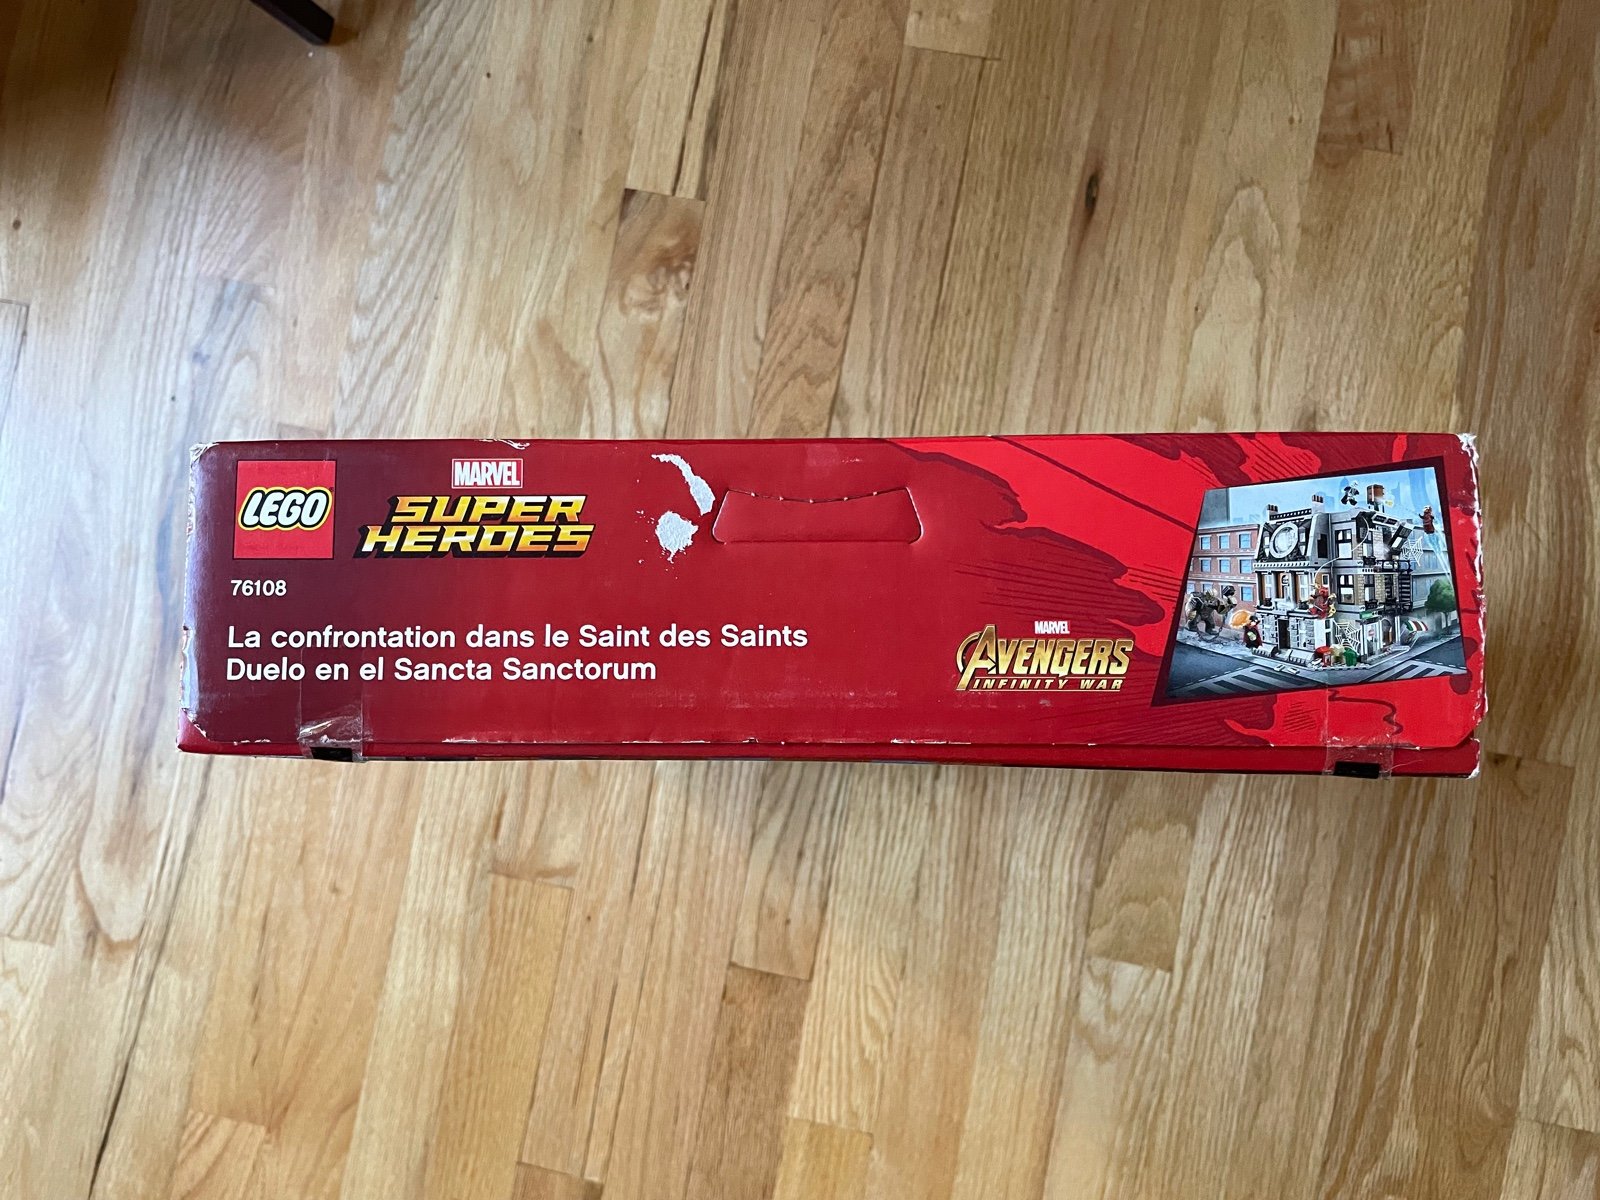 LEGO
MARVEL
SUPER
HEROES
76108
La confrontation dans le Saint des Saints
Duelo en el Sancta Sanctorum
MARVEL
AVENGERS
INFINITY WAR